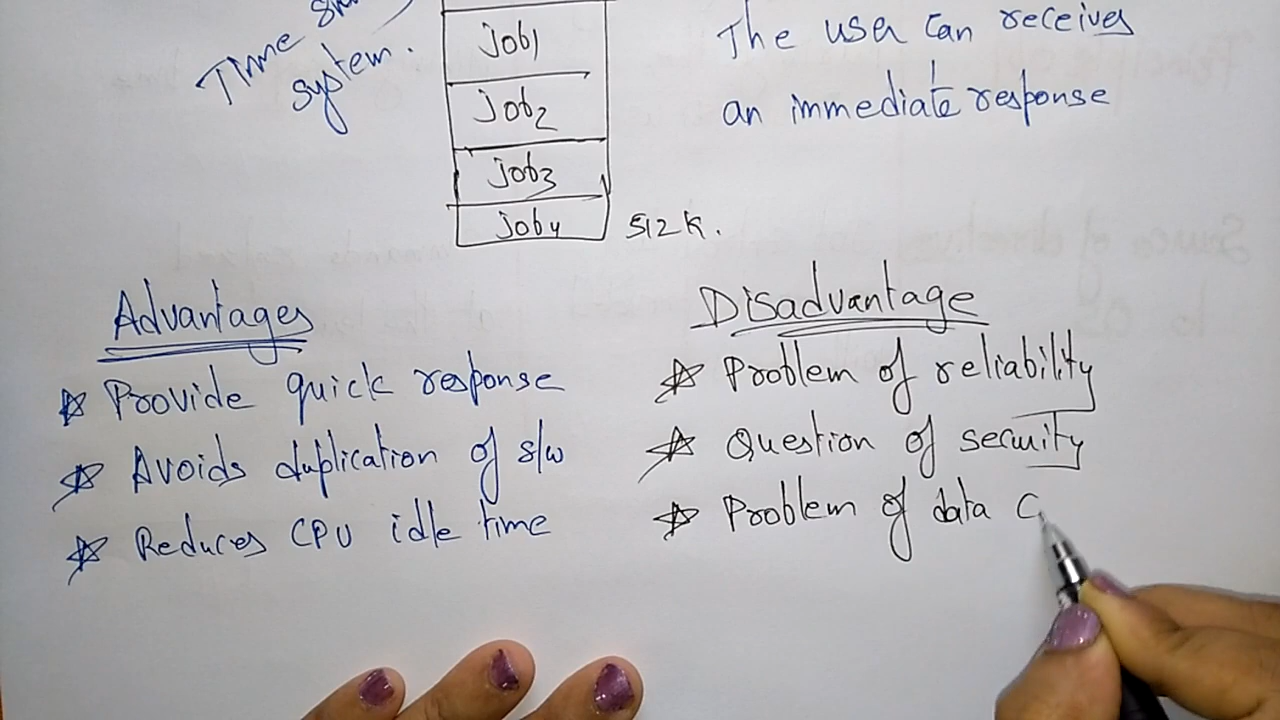 Time
system.
job1
job2
job3
job4
512K.
The user can receives
an immediate response
Advantages
Provide quick response
Avoids duplication of s/w
Reduces CPU idle time
Disadvantage
Problem of reliability
Question of security
Problem of data C